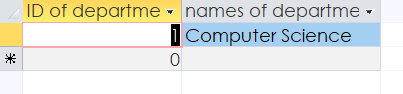 ID of departme names of departme
1 Computer Science
* 0